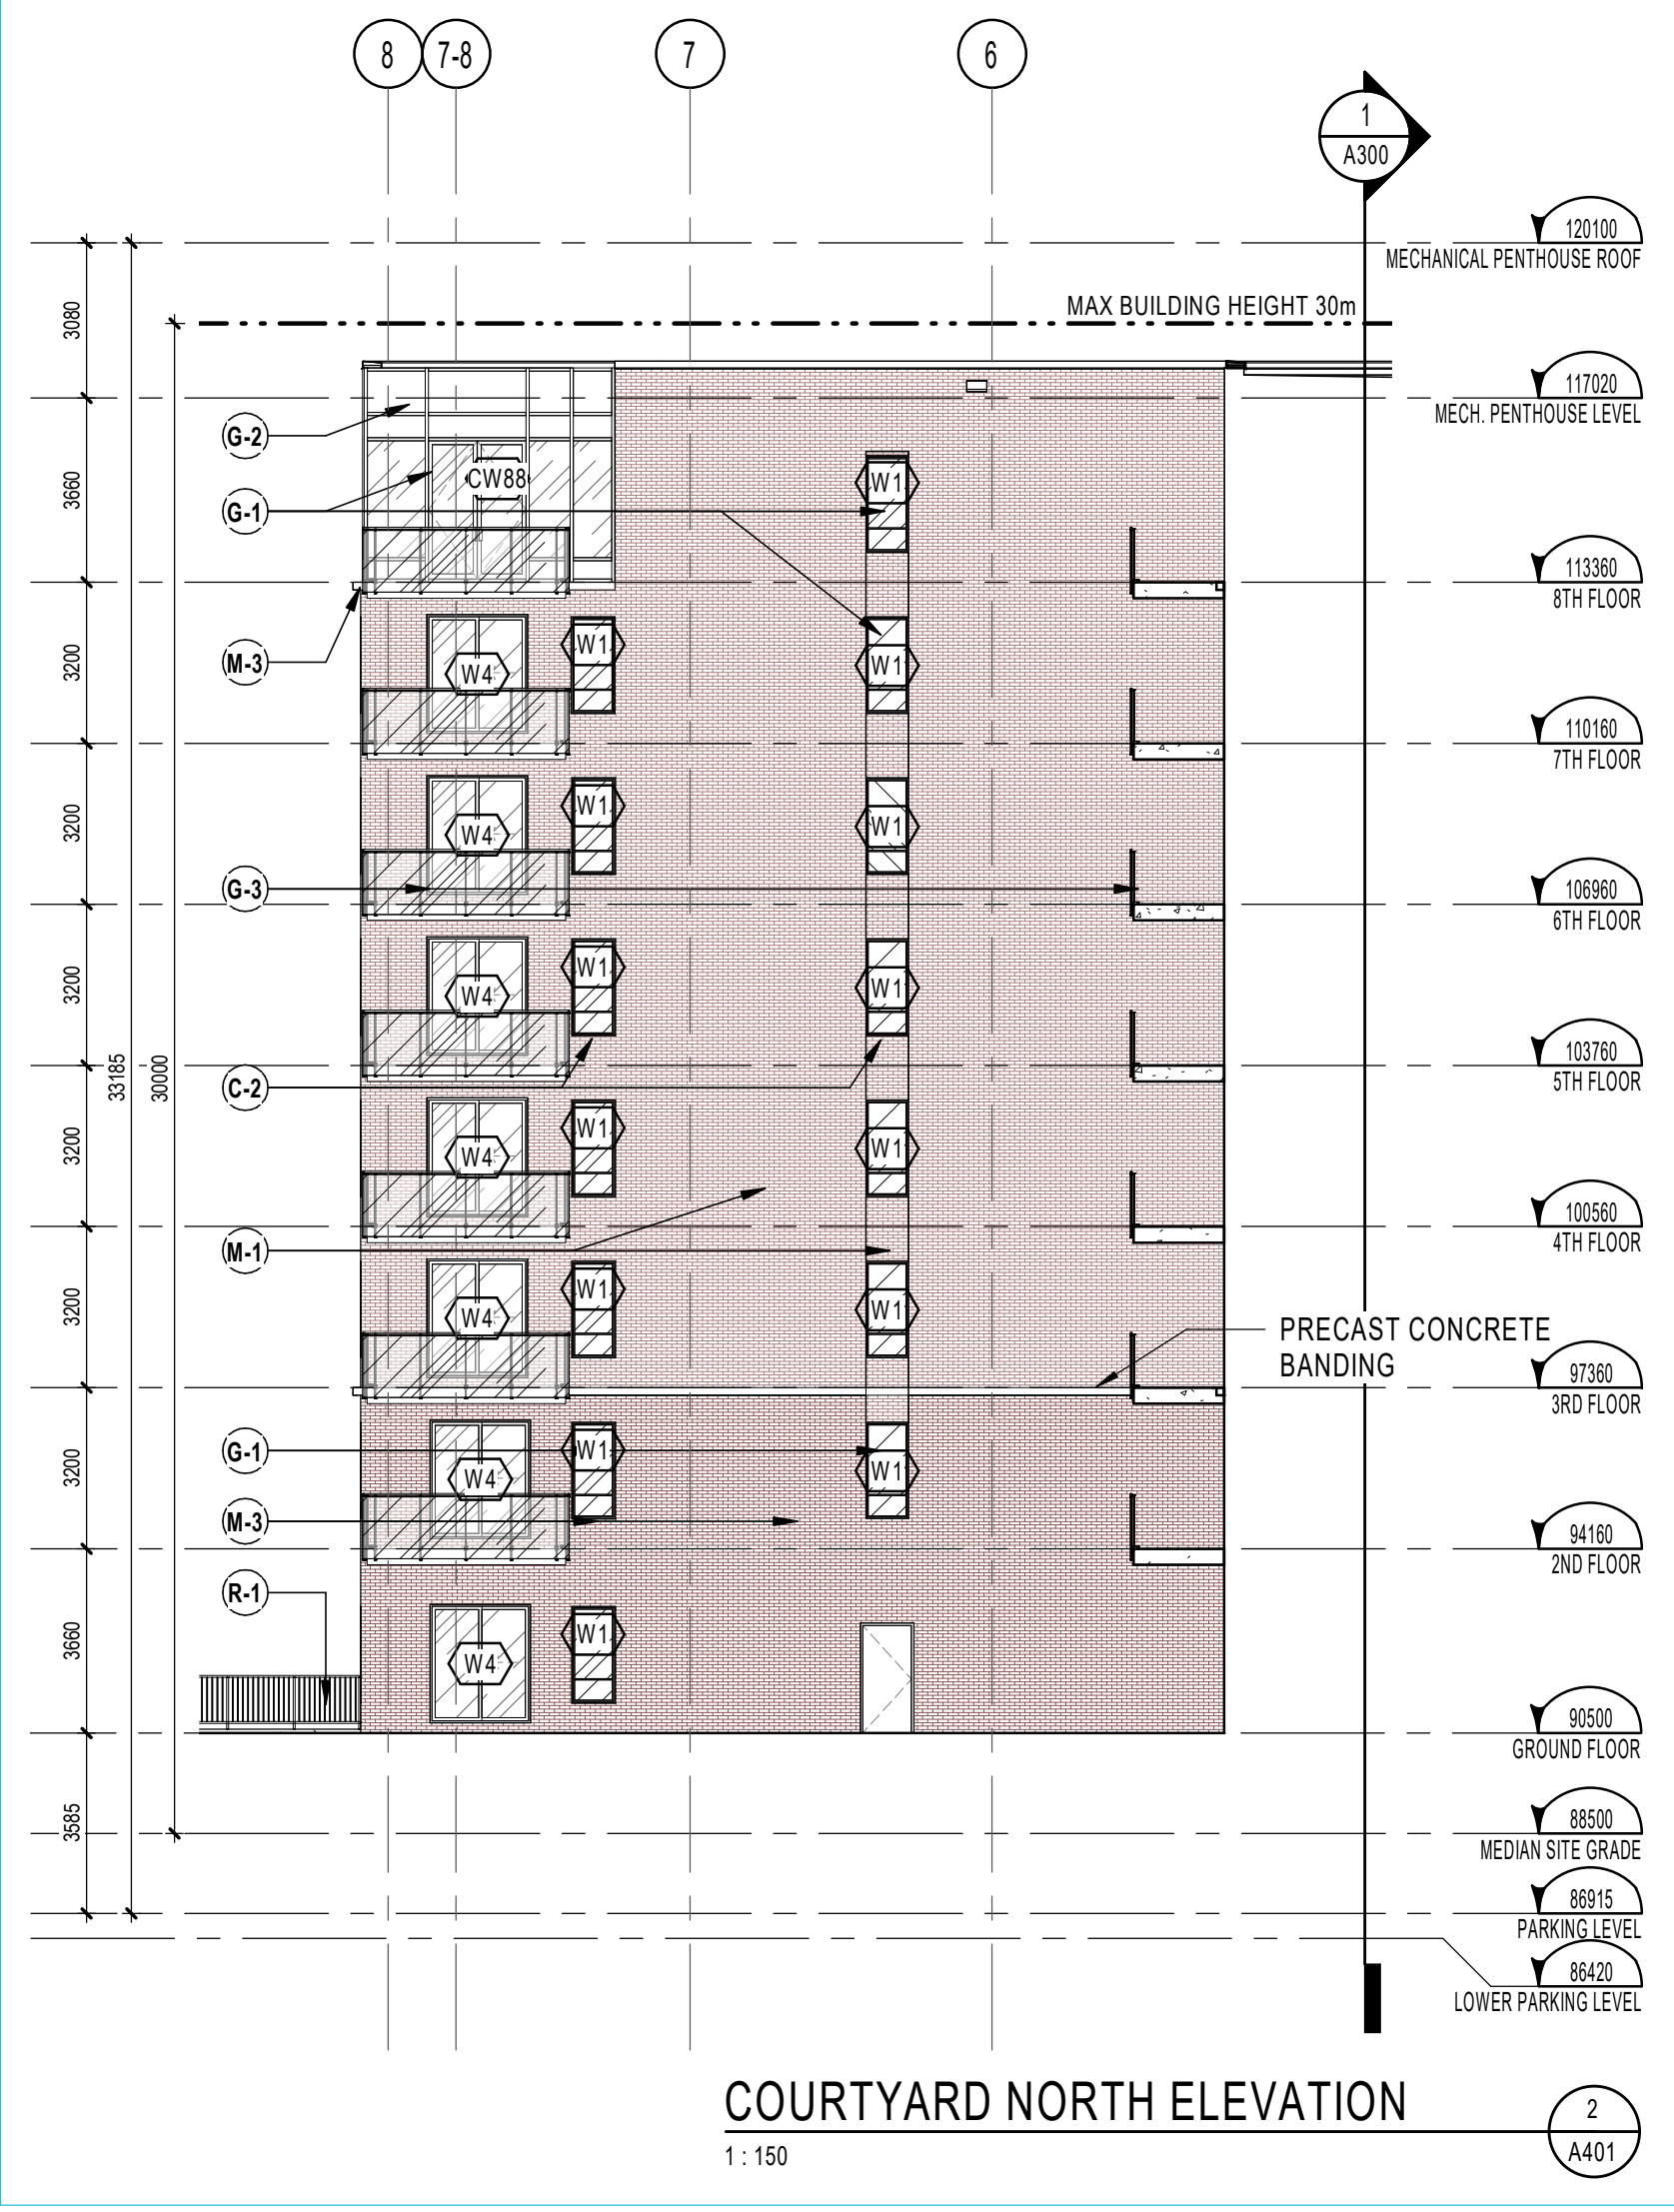 8
7-8
7
6
1
A300
120100
MECHANICAL PENTHOUSE ROOF
MAX BUILDING HEIGHT 30m
3080
117020
MECH. PENTHOUSE LEVEL
G-2
CW88
W1
3660
G-1
113360
8TH FLOOR
W1
W1
3200
M-3
W4
110160
7TH FLOOR
W1
W1
3200
W4
G-3
106960
6TH FLOOR
W1
W1
3200
W4
33185
30000
103760
5TH FLOOR
C-2
W1
W1
3200
W4
100560
4TH FLOOR
M-1
W1
W1
3200
W4
PRECAST CONCRETE
BANDING
97360
3RD FLOOR
G-1
W1
W1
3200
W4
M-3
94160
2ND FLOOR
R-1
W1
3660
W4
90500
GROUND FLOOR
3585
88500
MEDIAN SITE GRADE
86915
PARKING LEVEL
86420
LOWER PARKING LEVEL
COURTYARD NORTH ELEVATION
1 : 150
2
A401